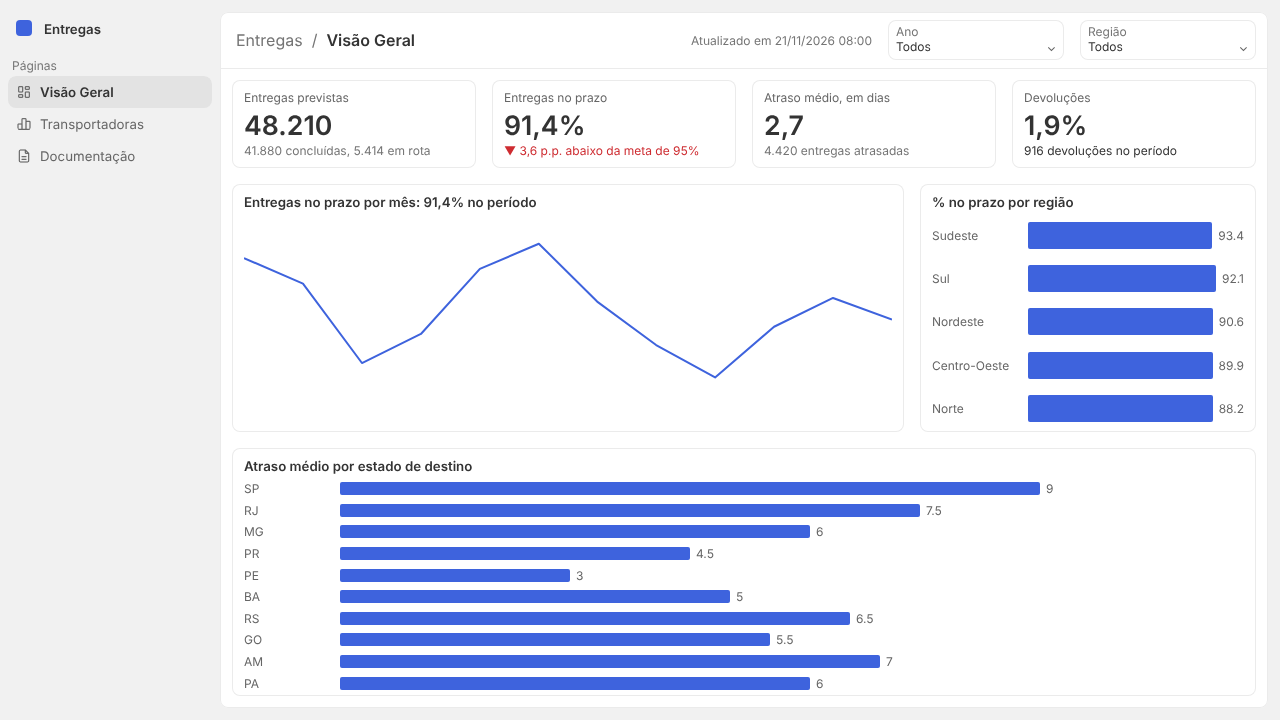 Entregas
Páginas
Visão Geral
Transportadoras
Documentação
Entregas / Visão Geral
Atualizado em 21/11/2026 08:00
Ano
Todos
Região
Todos
Entregas previstas
48.210
41.880 concluídas, 5.414 em rota
Entregas no prazo
91,4%
▼ 3,6 p.p. abaixo da meta de 95%
Atraso médio, em dias
2,7
4.420 entregas atrasadas
Devoluções
1,9%
916 devoluções no período
Entregas no prazo por mês: 91,4% no período
% no prazo por região
Sudeste 93.4
Sul 92.1
Nordeste 90.6
Centro-Oeste 89.9
Norte 88.2
Atraso médio por estado de destino
SP 9
RJ 7.5
MG 6
PR 4.5
PE 3
BA 5
RS 6.5
GO 5.5
AM 7
PA 6